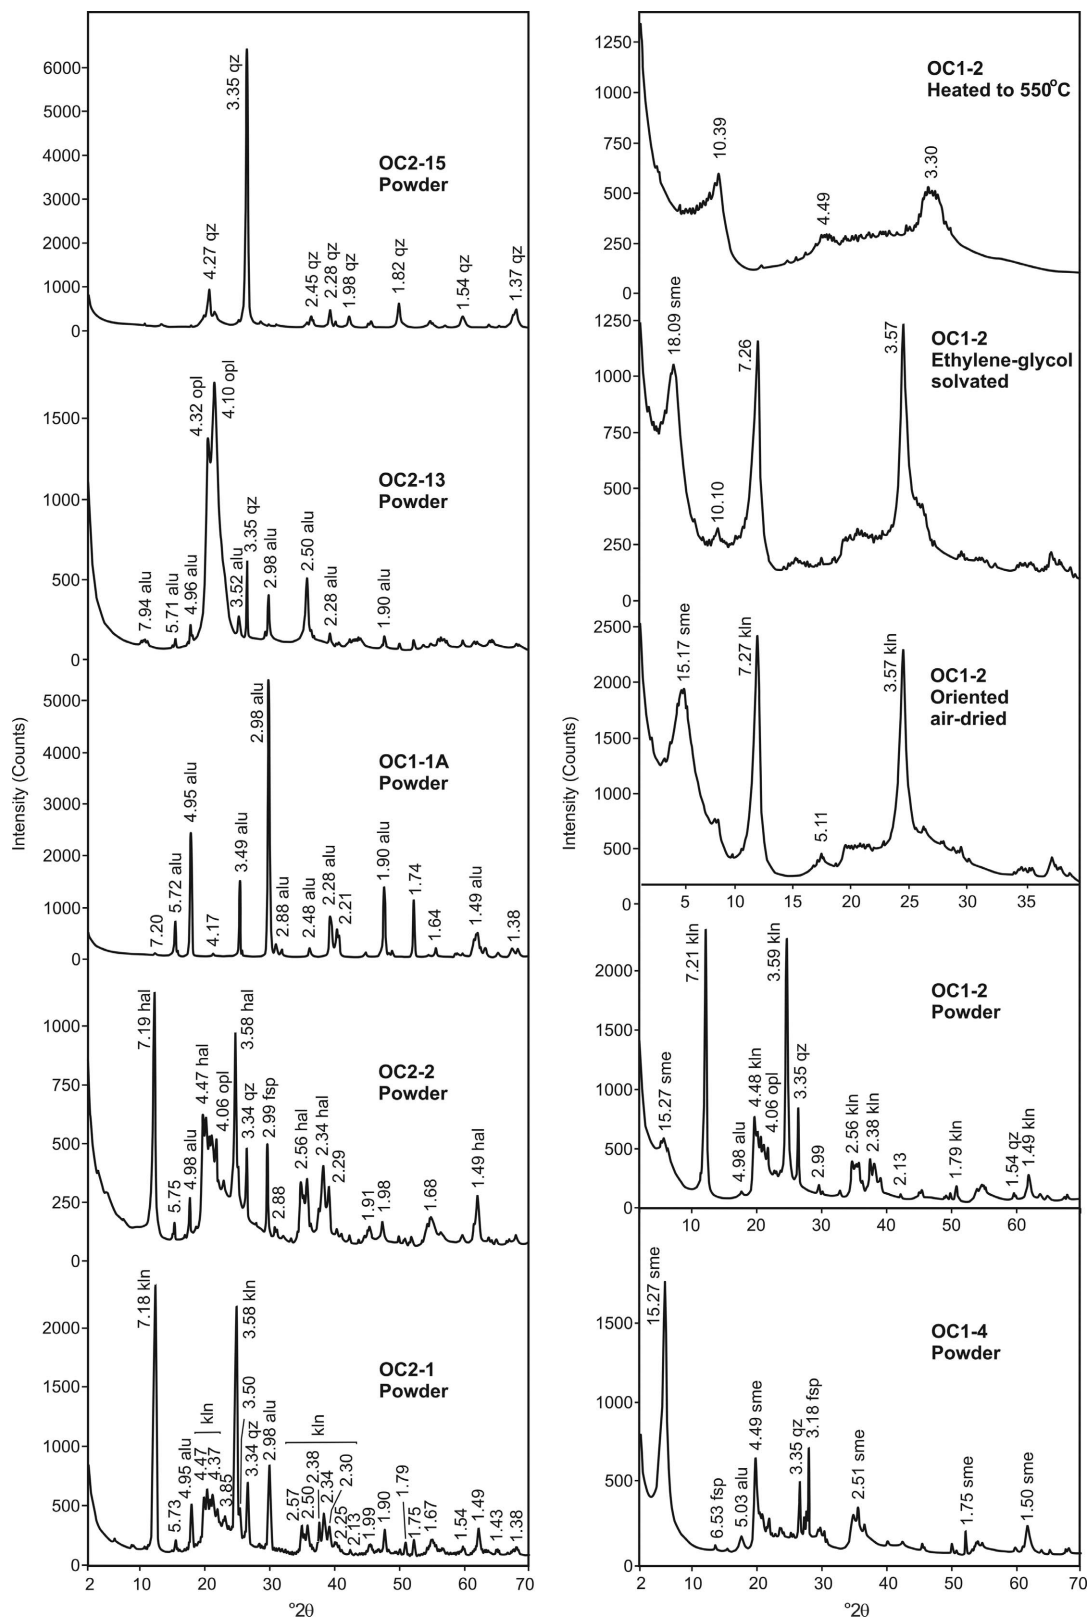 6000
5000
4000
3000
2000
1000
0
3.35 qz
4.27 qz
2.45 qz
2.28 qz
1.98 qz
1.82 qz
1.54 qz
1.37 qz
OC2-15
Powder
1500
1000
500
0
4.32 opl
4.10 opl
7.94 alu
5.71 alu
4.96 alu
3.52 alu
3.35 qz
2.98 alu
2.50 alu
2.28 alu
1.90 alu
OC2-13
Powder
Intensity (Counts)
5000
4000
3000
2000
1000
0
7.20
5.72 alu
4.95 alu
4.17
3.49 alu
2.98 alu
2.88 alu
2.48 alu
2.28 alu
2.21
1.90 alu
1.74
1.64
1.49 alu
1.38
OC1-1A
Powder
1000
750
500
250
0
7.19 hal
5.75
4.98 alu
4.47 hal
4.06 opl
3.58 hal
3.34 qz
2.99 fsp
2.88
2.56 hal
2.34 hal
2.29
1.91
1.98
1.68
1.49 hal
OC2-2
Powder
2000
1500
1000
500
0
7.18 kln
5.73
4.95 alu
4.47
4.37
kln
3.85
3.58 kln
3.50
3.34 qz
2.98 alu
kln
2.57
2.50
2.38
2.34
2.30
2.25
2.13
1.99
1.90
1.79
1.75
1.67
1.54
1.49
1.43
1.38
OC2-1
Powder
2 10 20 30 40 50 60 70
°2θ
1250
1000
750
500
250
0
10.39
4.49
3.30
OC1-2
Heated to 550°C
1250
1000
750
500
250
0
18.09 sme
10.10
7.26
3.57
OC1-2
Ethylene-glycol
solvated
Intensity (Counts)
2500
2000
1500
1000
500
0
15.17 sme
7.27 kln
5.11
3.57 kln
OC1-2
Oriented
air-dried
5 10 15 20 25 30 35
2000
1500
1000
500
0
15.27 sme
7.21 kln
4.98 alu
4.48 kln
4.06 opl
3.59 kln
3.35 qz
2.99
2.56 kln
2.38 kln
2.13
1.79 kln
1.54 qz
1.49 kln
OC1-2
Powder
10 20 30 40 50 60
1500
1000
500
0
15.27 sme
6.53 fsp
5.03 alu
4.49 sme
3.35 qz
3.18 fsp
2.51 sme
1.75 sme
1.50 sme
OC1-4
Powder
2 10 20 30 40 50 60 70
°2θ